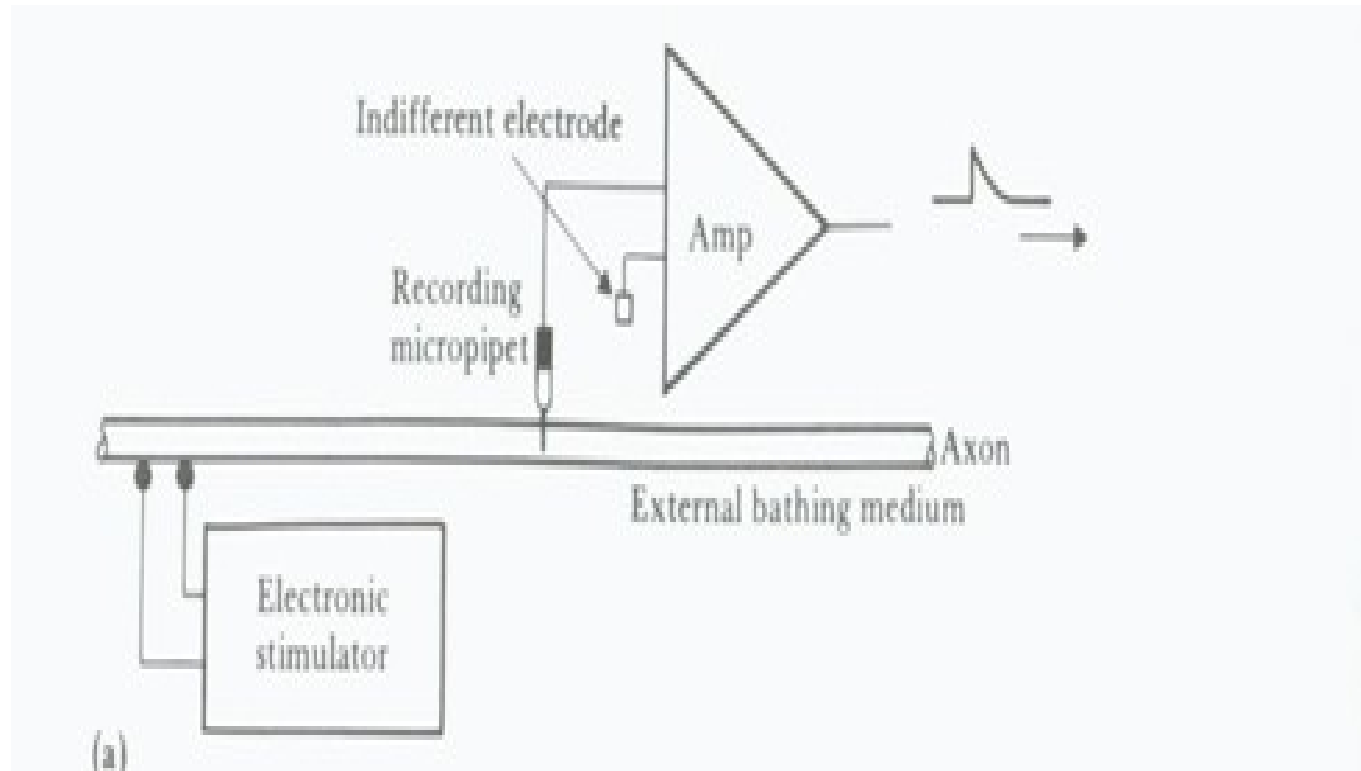 Indifferent electrode
Amp
Recording
micropipet
Axon
External bathing medium
Electronic
stimulator
(a)